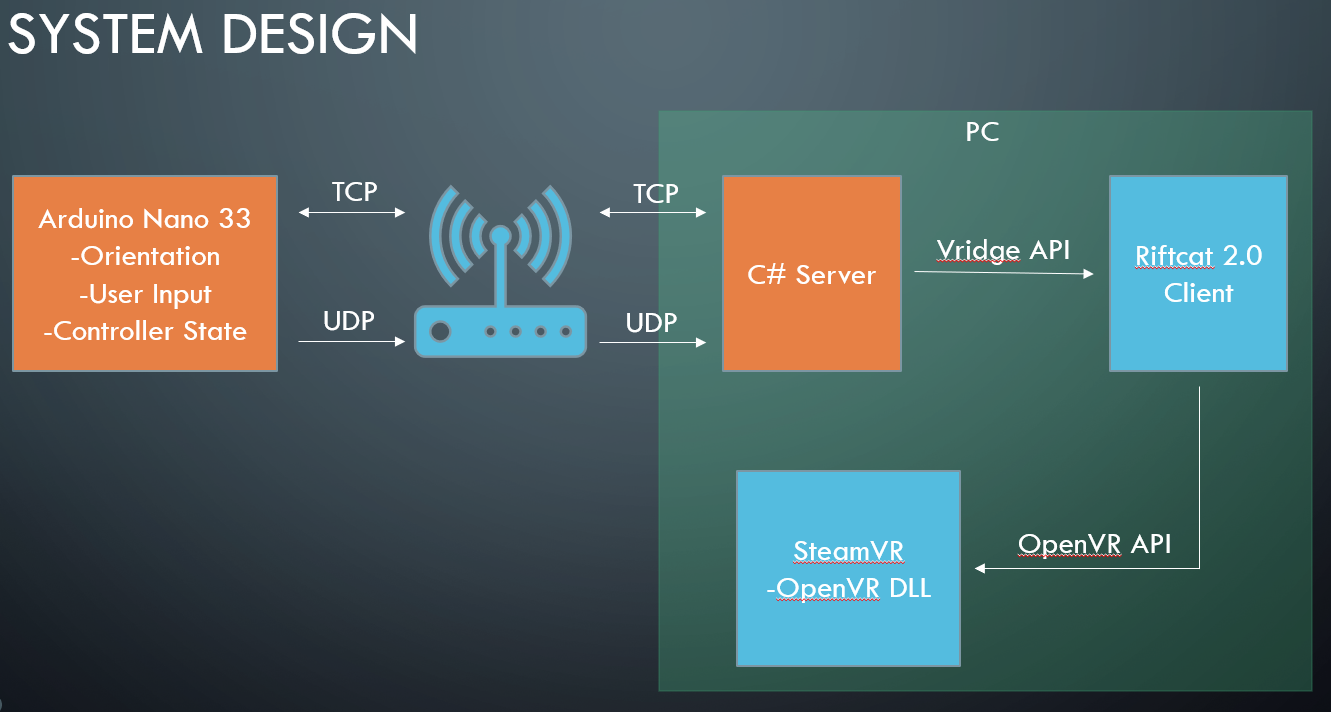 SYSTEM DESIGN
PC
Arduino Nano 33
-Orientation
-User Input
-Controller State
TCP
UDP
TCP
UDP
C# Server
Vridge API
Riftcat 2.0
Client
OpenVR API
SteamVR
-OpenVR DLL